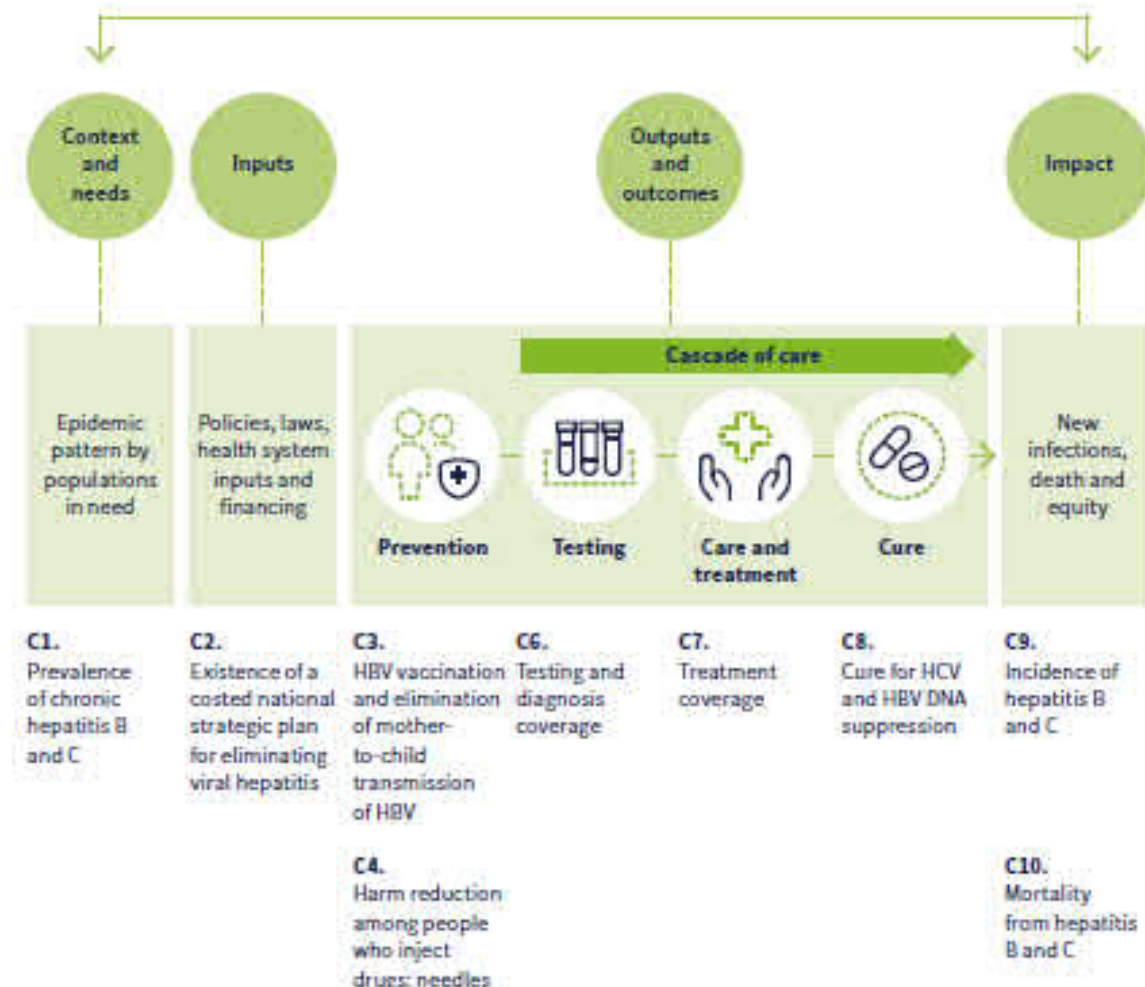 Context
and
needs
Inputs
Outputs
and
outcomes
Impact
Cascade of care
Epidemic
pattern by
populations
in need
Policies, laws,
health system
inputs and
financing
Prevention
Testing
Care and
treatment
Cure
New
infections,
death and
equity
C1.
Prevalence
of chronic
hepatitis B
and C
C2.
Existence of a
costed national
strategic plan
for eliminating
viral hepatitis
C3.
HBV vaccination
and elimination
of mother-
to-child
transmission
of HBV
C4.
Harm reduction
among people
who inject
drugs: needles
C6.
Testing and
diagnosis
coverage
C7.
Treatment
coverage
C8.
Cure for HCV
and HBV DNA
suppression
C9.
Incidence of
hepatitis B
and C
C10.
Mortality
from hepatitis
B and C